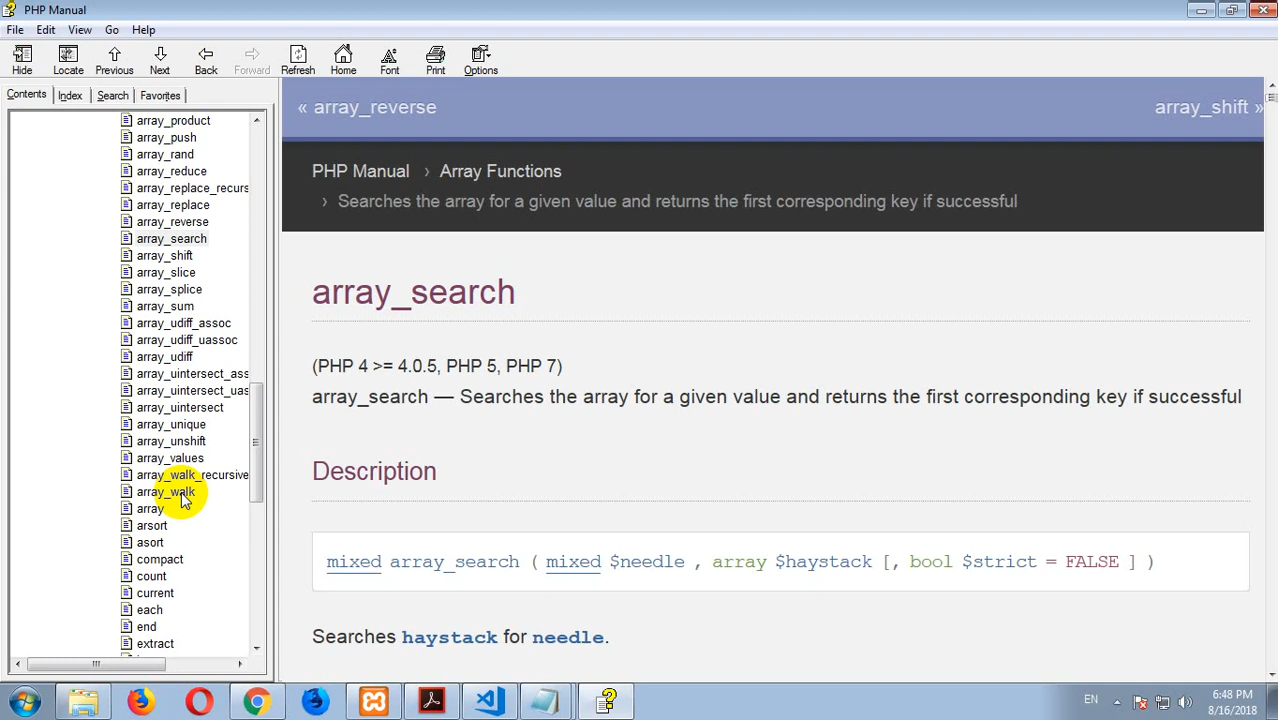 PHP Manual
File Edit View Go Help
Hide Locate Previous Next Back Forward Refresh Home Font Print Options
Contents Index Search Favorites
array_product
array_push
array_rand
array_reduce
array_replace_recurs
array_replace
array_reverse
array_search
array_shift
array_slice
array_splice
array_sum
array_udiff_assoc
array_udiff_uassoc
array_udiff
array_uintersect_ass
array_uintersect_uas
array_uintersect
array_unique
array_unshift
array_values
array_walk_recursive
array_walk
array
arsort
asort
compact
count
current
each
end
extract
« array_reverse
array_shift »
PHP Manual › Array Functions
› Searches the array for a given value and returns the first corresponding key if successful
array_search
(PHP 4 >= 4.0.5, PHP 5, PHP 7)
array_search — Searches the array for a given value and returns the first corresponding key if successful
Description
mixed array_search ( mixed $needle , array $haystack [, bool $strict = FALSE ] )
Searches haystack for needle.
EN
6:48 PM
8/16/2018